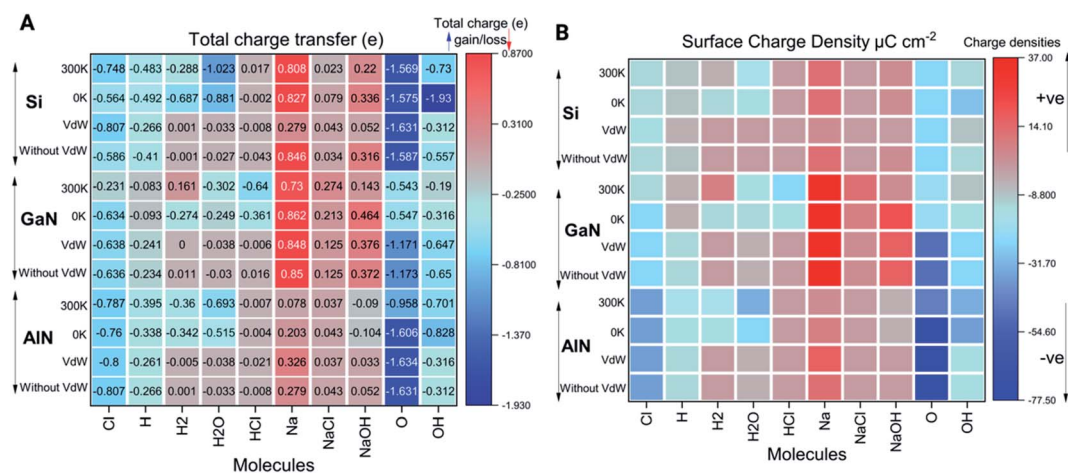 A
Total charge transfer (e)
Total charge (e)
gain/loss
Si
300K -0.748 -0.483 -0.288 -1.023 0.017 0.808 0.023 0.22 -1.569 -0.73
0K -0.564 -0.492 -0.687 -0.881 -0.002 0.827 0.079 0.336 -1.575 -1.93
VdW -0.807 -0.266 0.001 -0.033 -0.008 0.279 0.043 0.052 -1.631 -0.312
Without VdW -0.586 -0.41 -0.001 -0.027 -0.043 0.846 0.034 0.316 -1.587 -0.557
GaN
300K -0.231 -0.083 0.161 -0.302 -0.64 0.73 0.274 0.143 -0.543 -0.19
0K -0.634 -0.093 -0.274 -0.249 -0.361 0.862 0.213 0.464 -0.547 -0.316
VdW -0.638 -0.241 0 -0.038 -0.006 0.848 0.125 0.376 -1.171 -0.647
Without VdW -0.636 -0.234 0.011 -0.03 0.016 0.85 0.125 0.372 -1.173 -0.65
AlN
300K -0.787 -0.395 -0.36 -0.693 -0.007 0.078 0.037 -0.09 -0.958 -0.701
0K -0.76 -0.338 -0.342 -0.515 -0.004 0.203 0.043 -0.104 -1.606 -0.828
VdW -0.8 -0.261 -0.005 -0.038 -0.021 0.326 0.037 0.033 -1.634 -0.316
Without VdW -0.807 -0.266 0.001 -0.033 -0.008 0.279 0.043 0.052 -1.631 -0.312
Cl H H2 H2O HCl Na NaCl NaOH O OH
Molecules
0.8700
0.3100
-0.2500
-0.8100
-1.370
-1.930
B
Surface Charge Density µC cm-2
Charge densities
Si
300K
0K
VdW
Without VdW
GaN
300K
0K
VdW
Without VdW
AlN
300K
0K
VdW
Without VdW
Cl H H2 H2O HCl Na NaCl NaOH O OH
Molecules
37.00
14.10
-8.800
-31.70
-54.60
-77.50
+ve
-ve